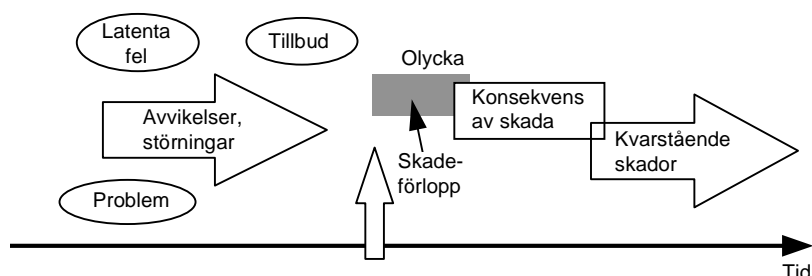 Latenta
fel
Tillbud
Olycka
Avvikelser,
störningar
Konsekvens
av skada
Kvarstående
skador
Skade-
förlopp
Problem
Tid